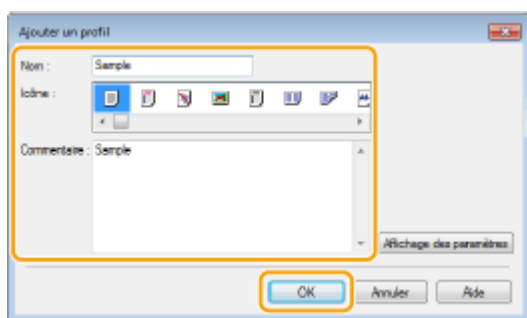 Ajouter un profil
Nom : Sample
Icône :
Commentaire : Sample
Affichage des paramètres
OK Annuler Aide